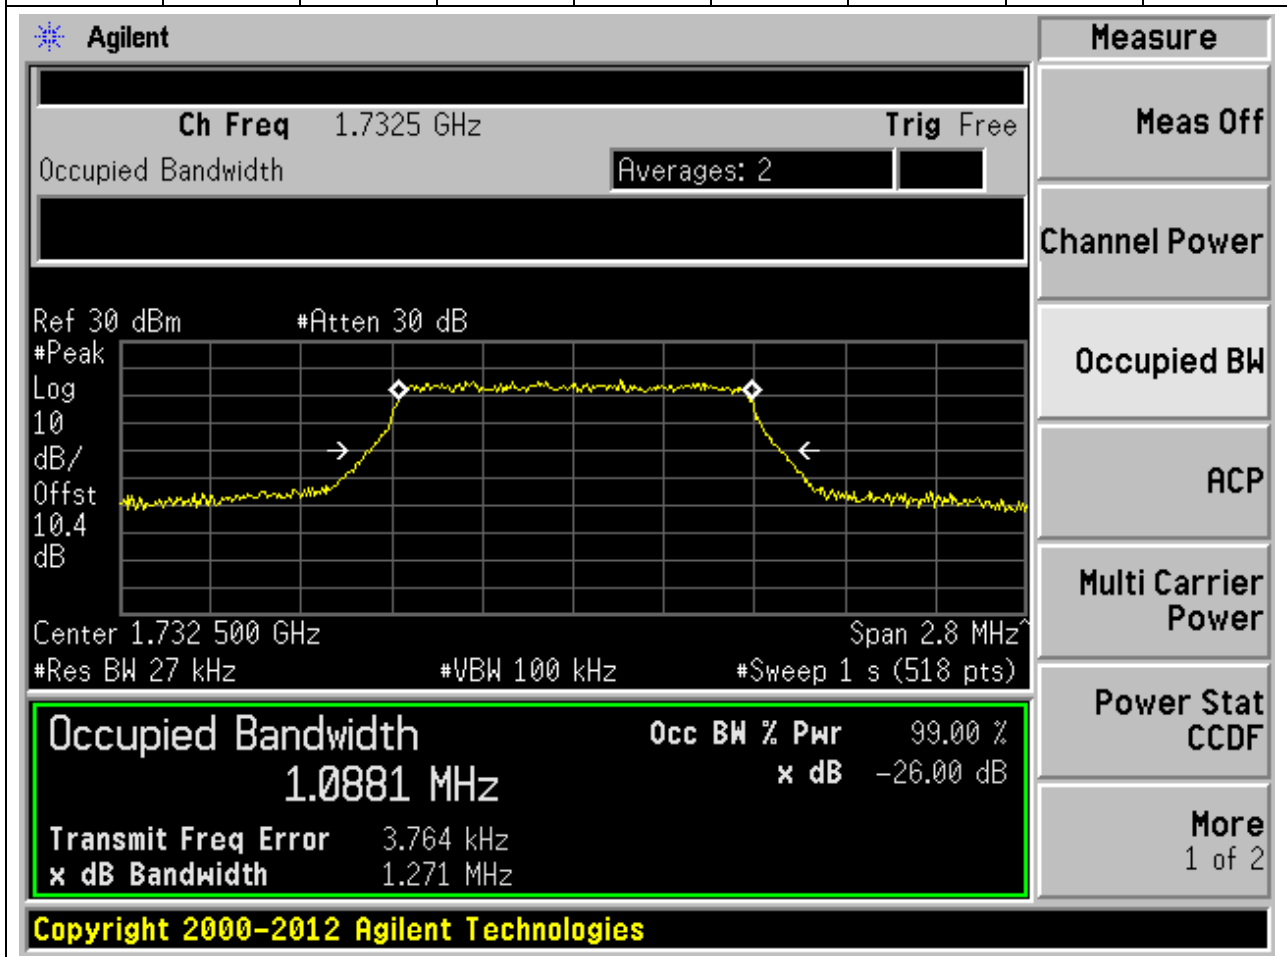 Agilent
Measure
Ch Freq 1.7325 GHz Trig Free
Meas Off
Occupied Bandwidth Averages: 2
Channel Power
Ref 30 dBm #Atten 30 dB
#Peak
Log
10
dB/
Offst
10.4
dB
Occupied BW
ACP
Center 1.732 500 GHz Span 2.8 MHz^
#Res BW 27 kHz #VBW 100 kHz #Sweep 1 s (518 pts)
Multi Carrier
Power
Occupied Bandwidth Occ BW % Pwr 99.00 %
1.0881 MHz x dB -26.00 dB
Power Stat
CCDF
Transmit Freq Error 3.764 kHz
x dB Bandwidth 1.271 MHz
More
1 of 2
Copyright 2000-2012 Agilent Technologies